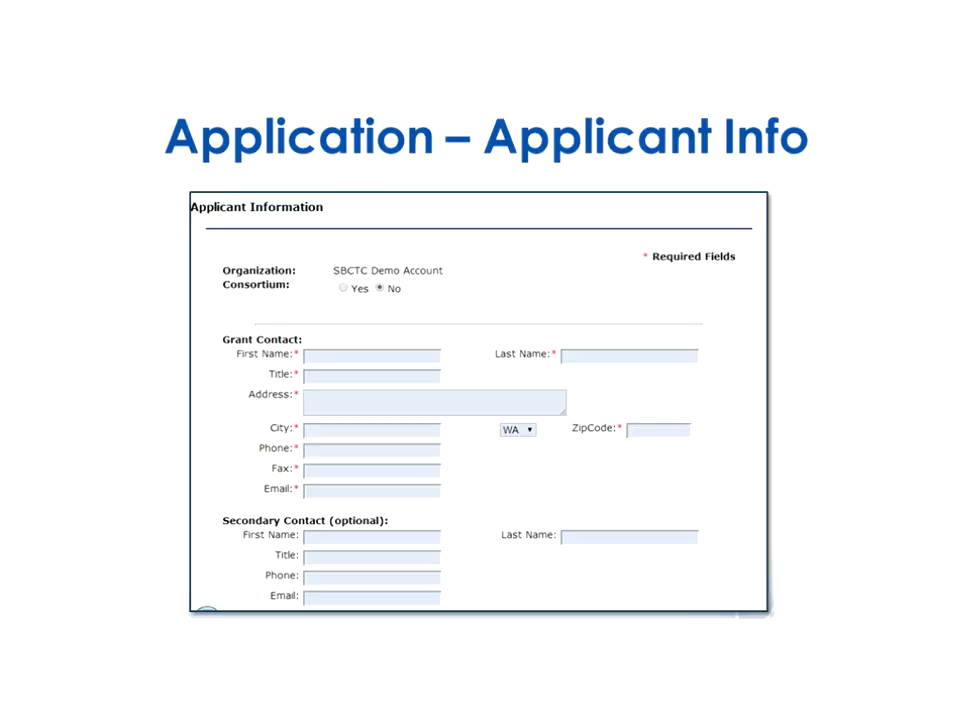 Application – Applicant Info
Applicant Information
* Required Fields
Organization: SBCTC Demo Account
Consortium: Yes No
Grant Contact:
First Name:* Last Name:*
Title:*
Address:*
City:* WA ZipCode:*
Phone:*
Fax:*
Email:*
Secondary Contact (optional):
First Name: Last Name:
Title:
Phone:
Email: